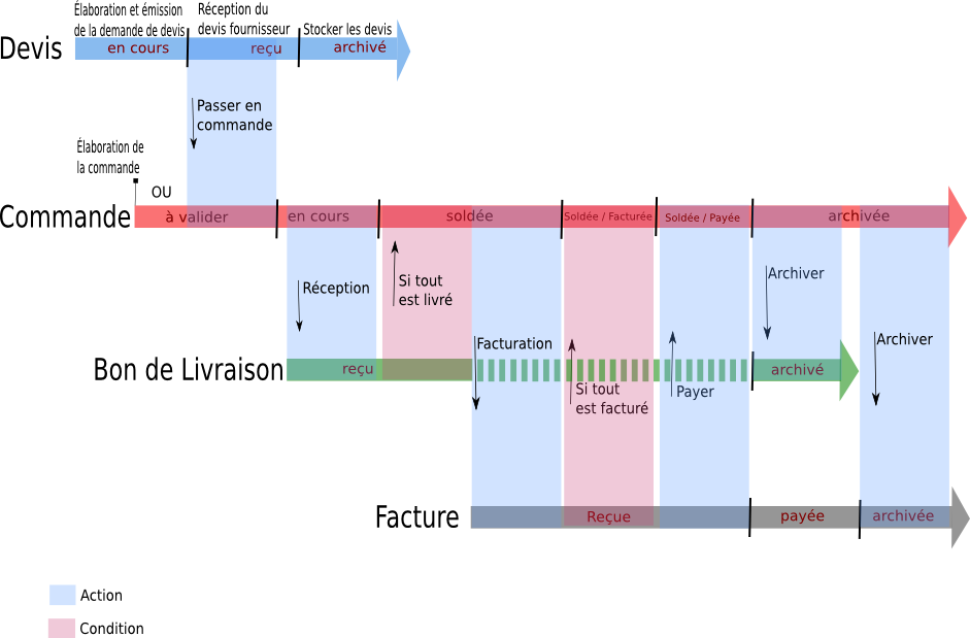 Élaboration et émission
de la demande de devis
Réception du
devis fournisseur
Stocker les devis
Devis
en cours
reçu
archivé
Passer en
commande
Élaboration de
la commande
OU
Commande
à valider
en cours
soldée
Soldée / Facturée
Soldée / Payée
archivée
Réception
Si tout
est livré
Archiver
Facturation
Archiver
Bon de Livraison
reçu
archivé
Si tout
est facturé
Payer
Facture
Reçue
payée
archivée
Action
Condition